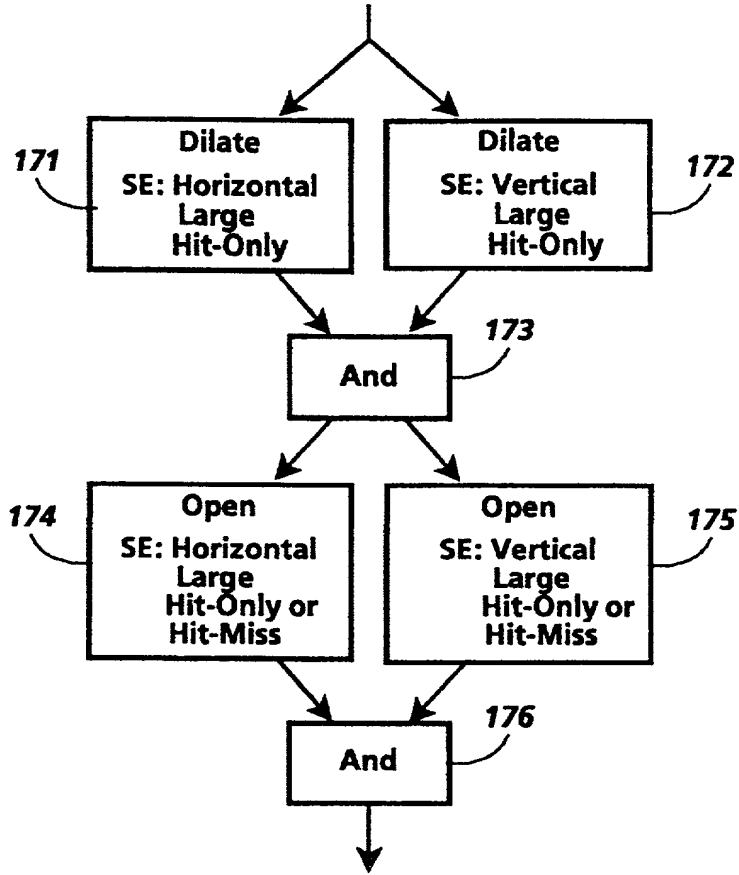 171
Dilate
SE: Horizontal
Large
Hit-Only
Dilate
SE: Vertical
Large
Hit-Only
172
And
173
174
Open
SE: Horizontal
Large
Hit-Only or
Hit-Miss
Open
SE: Vertical
Large
Hit-Only or
Hit-Miss
175
And
176